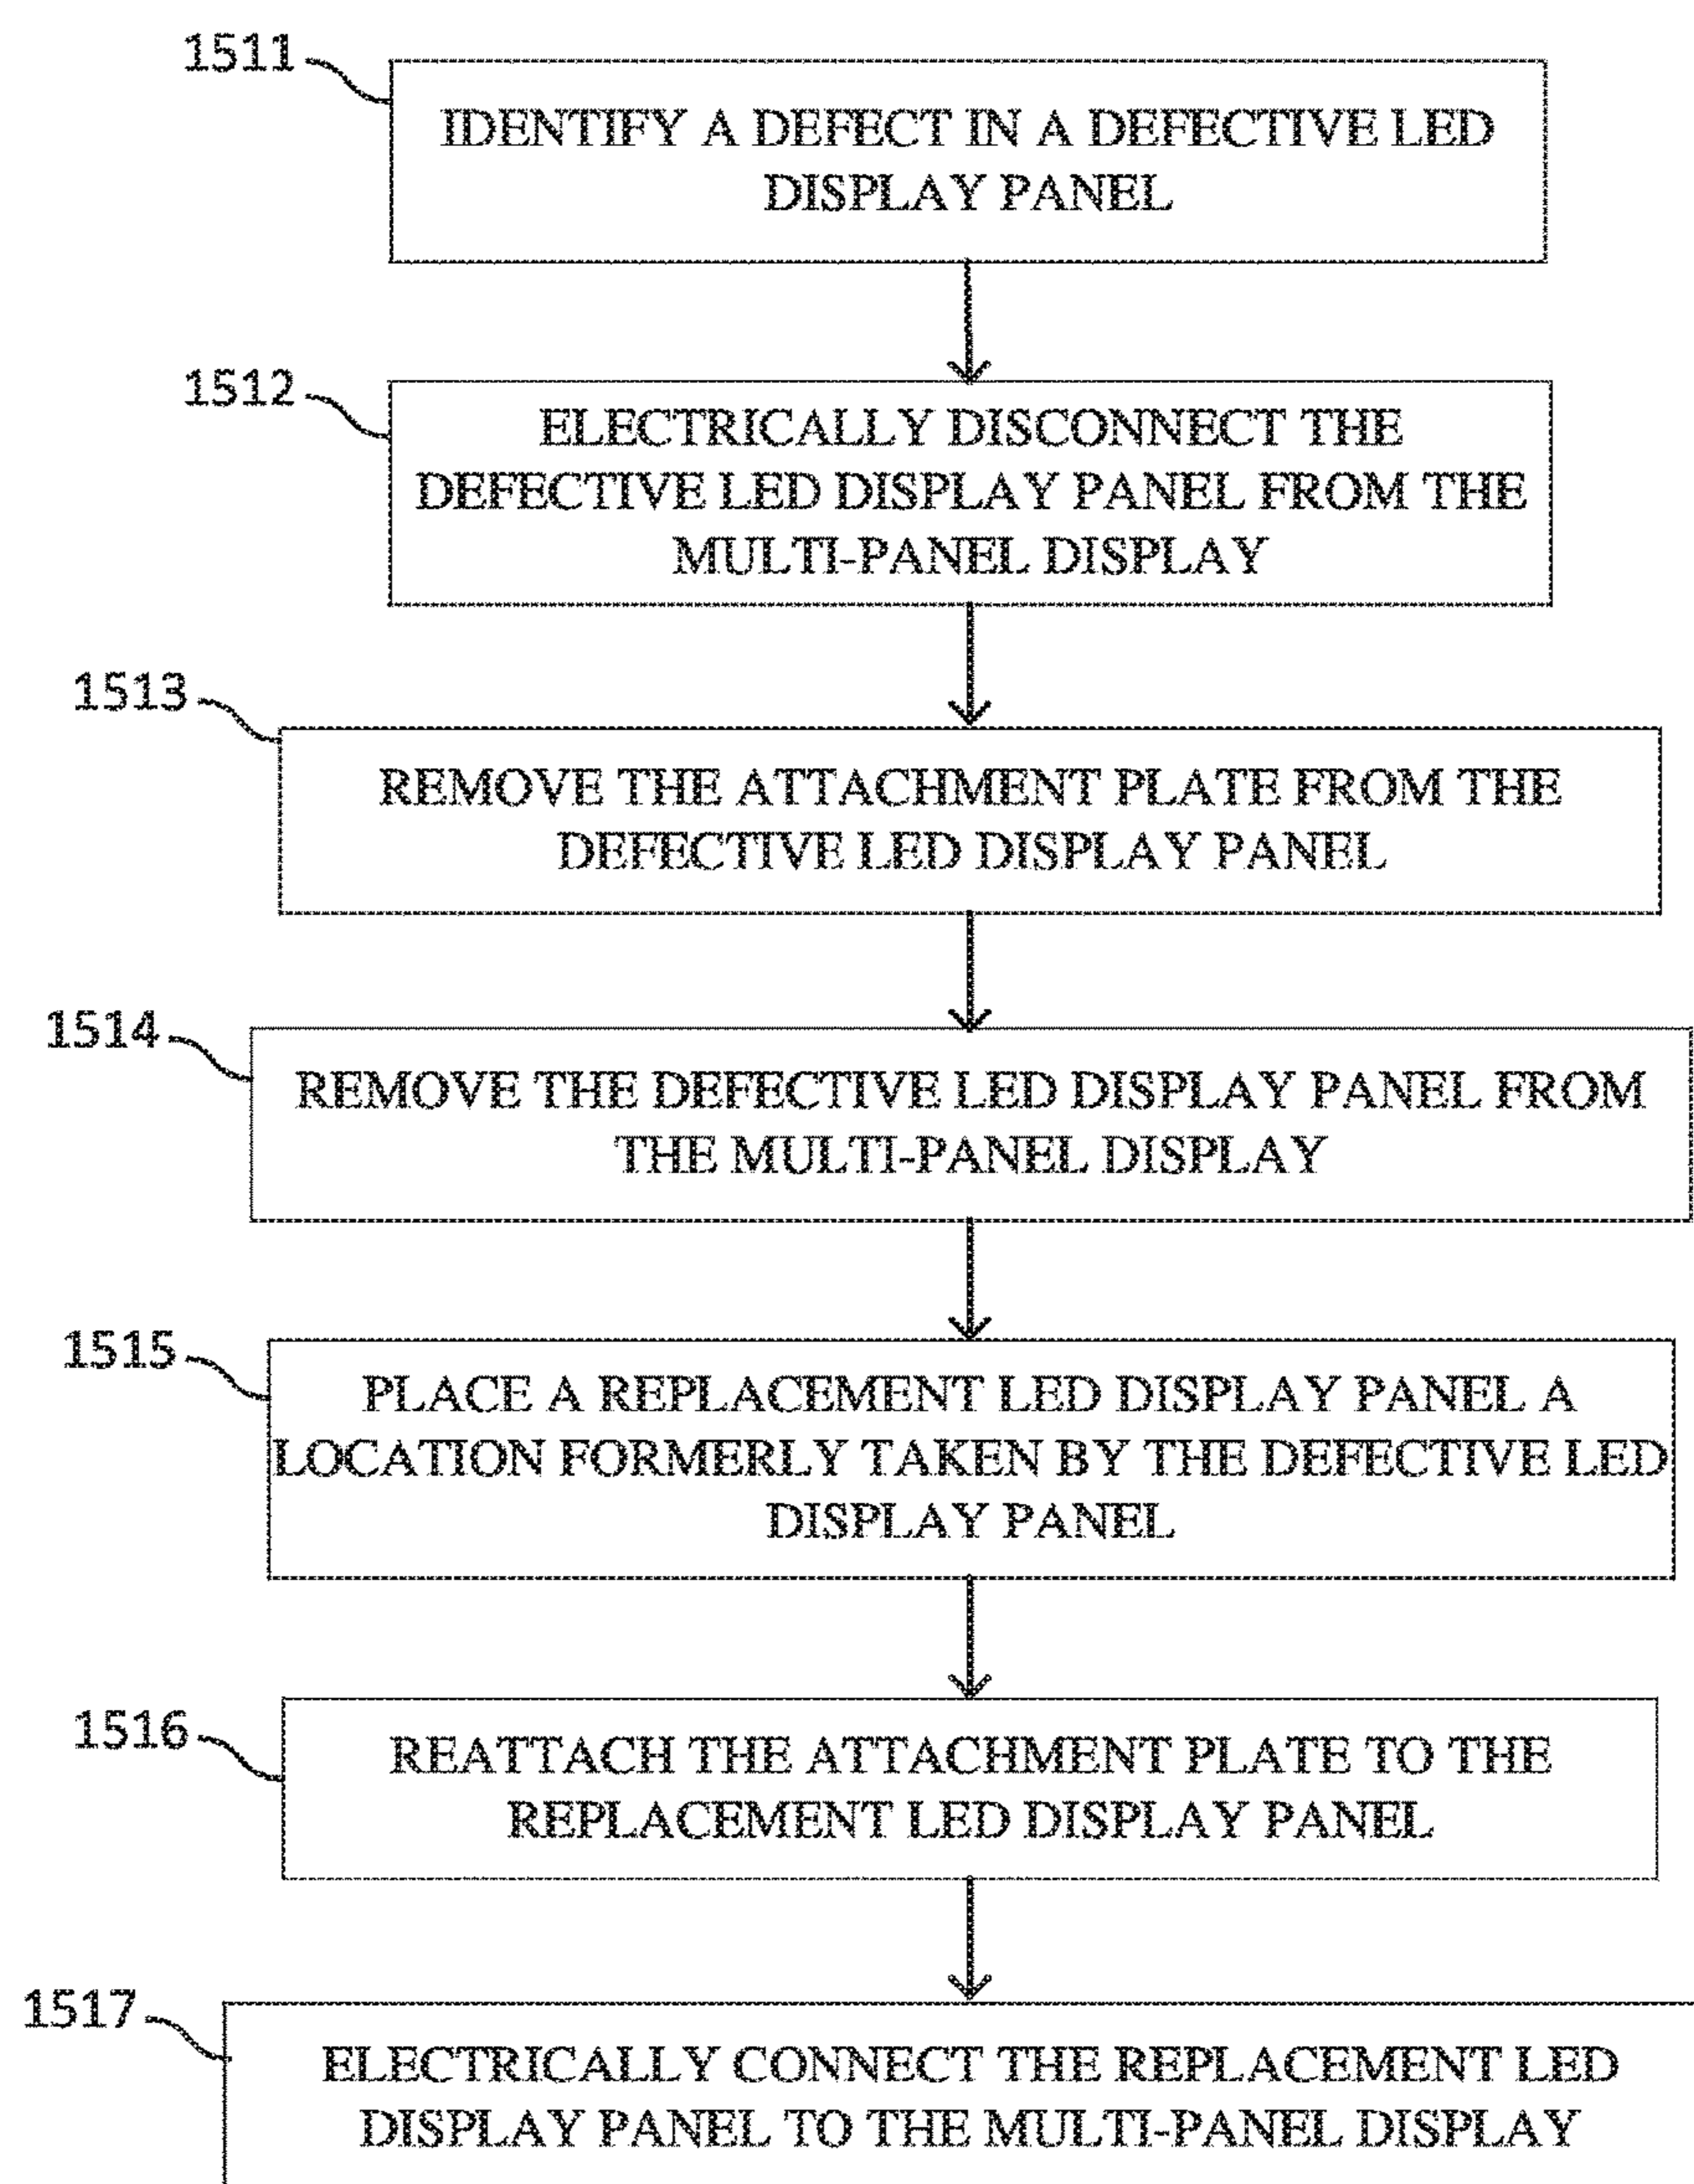 1511
IDENTIFY A DEFECT IN A DEFECTIVE LED
DISPLAY PANEL
1512
ELECTRICALLY DISCONNECT THE
DEFECTIVE LED DISPLAY PANEL FROM THE
MULTI-PANEL DISPLAY
1513
REMOVE THE ATTACHMENT PLATE FROM THE
DEFECTIVE LED DISPLAY PANEL
1514
REMOVE THE DEFECTIVE LED DISPLAY PANEL FROM
THE MULTI-PANEL DISPLAY
1515
PLACE A REPLACEMENT LED DISPLAY PANEL A
LOCATION FORMERLY TAKEN BY THE DEFECTIVE LED
DISPLAY PANEL
1516
REATTACH THE ATTACHMENT PLATE TO THE
REPLACEMENT LED DISPLAY PANEL
1517
ELECTRICALLY CONNECT THE REPLACEMENT LED
DISPLAY PANEL TO THE MULTI-PANEL DISPLAY